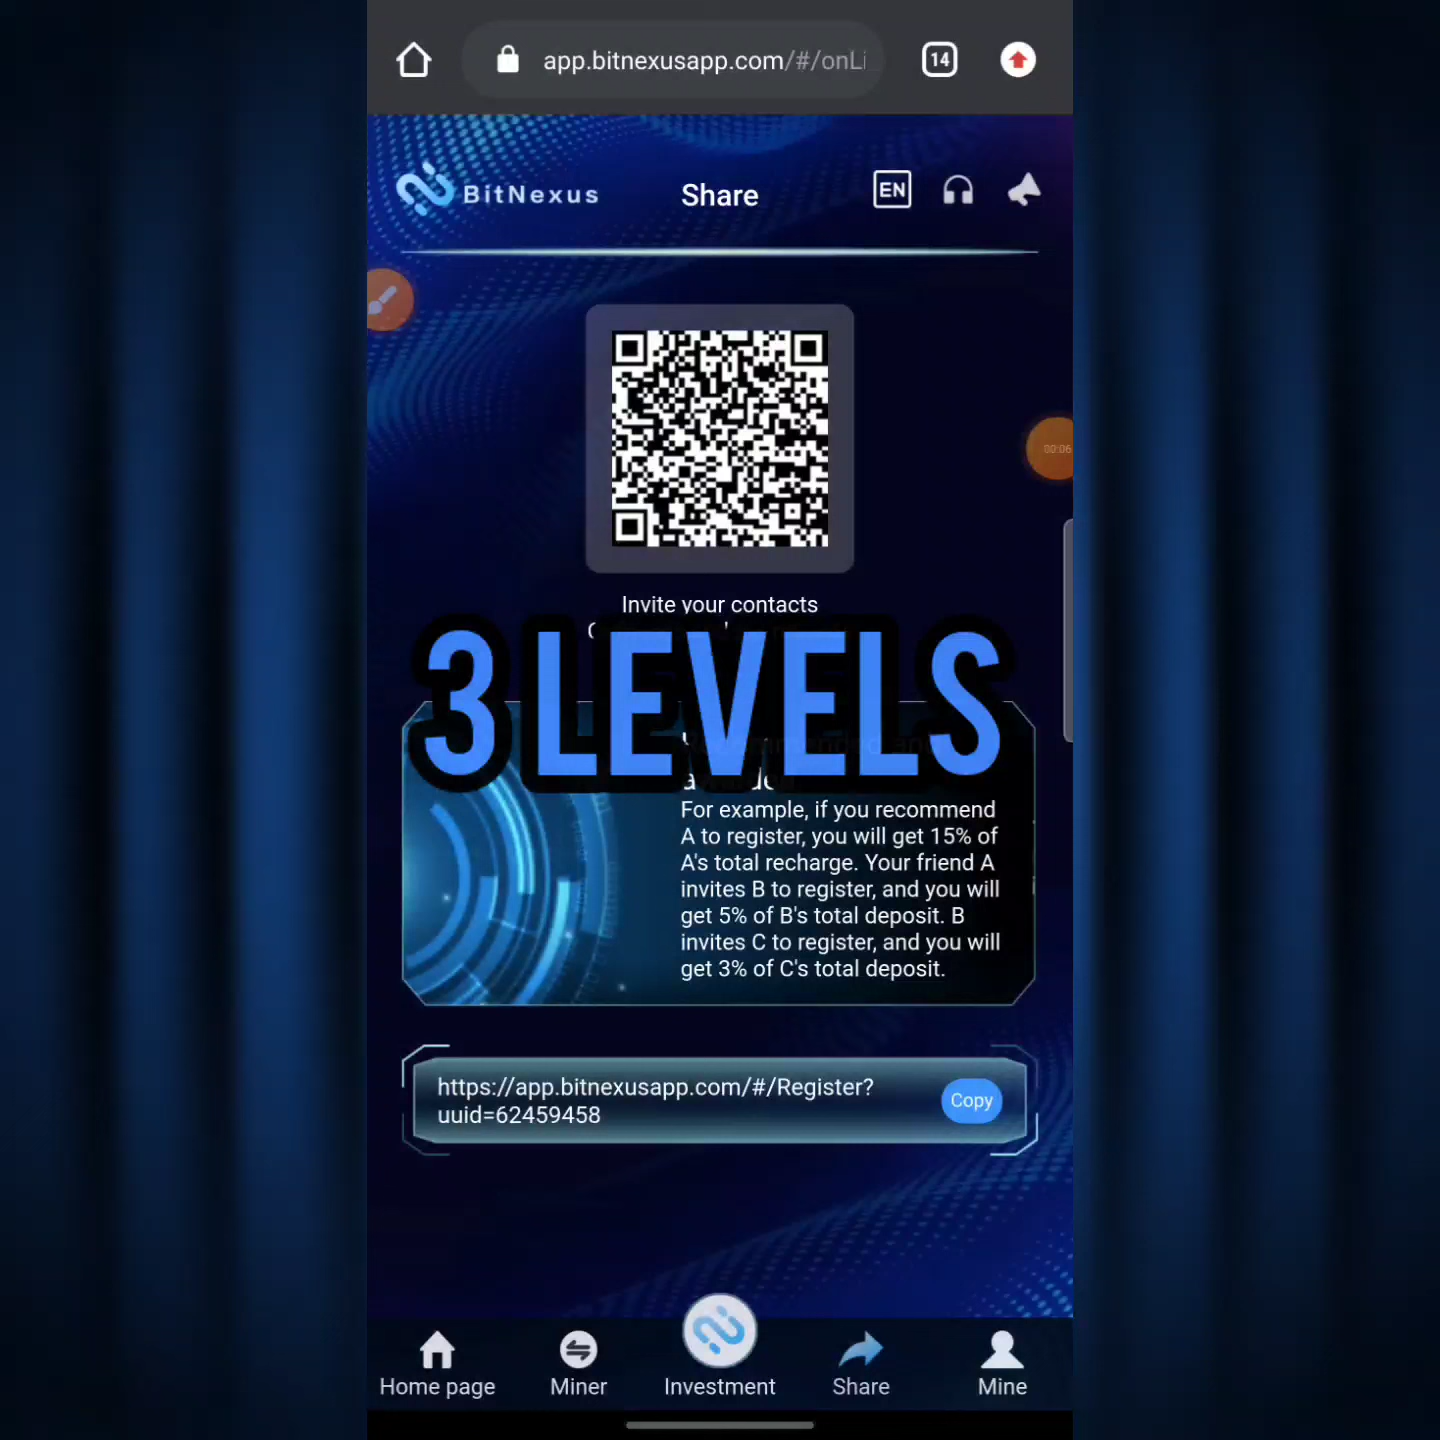 app.bitnexusapp.com/#/onLi
14
BitNexus
Share
EN
00:06
Invite your contacts
3 LEVELS
For example, if you recommend
A to register, you will get 15% of
A's total recharge. Your friend A
invites B to register, and you will
get 5% of B's total deposit. B
invites C to register, and you will
get 3% of C's total deposit.
https://app.bitnexusapp.com/#/Register?
uuid=62459458
Copy
Home page
Miner
Investment
Share
Mine